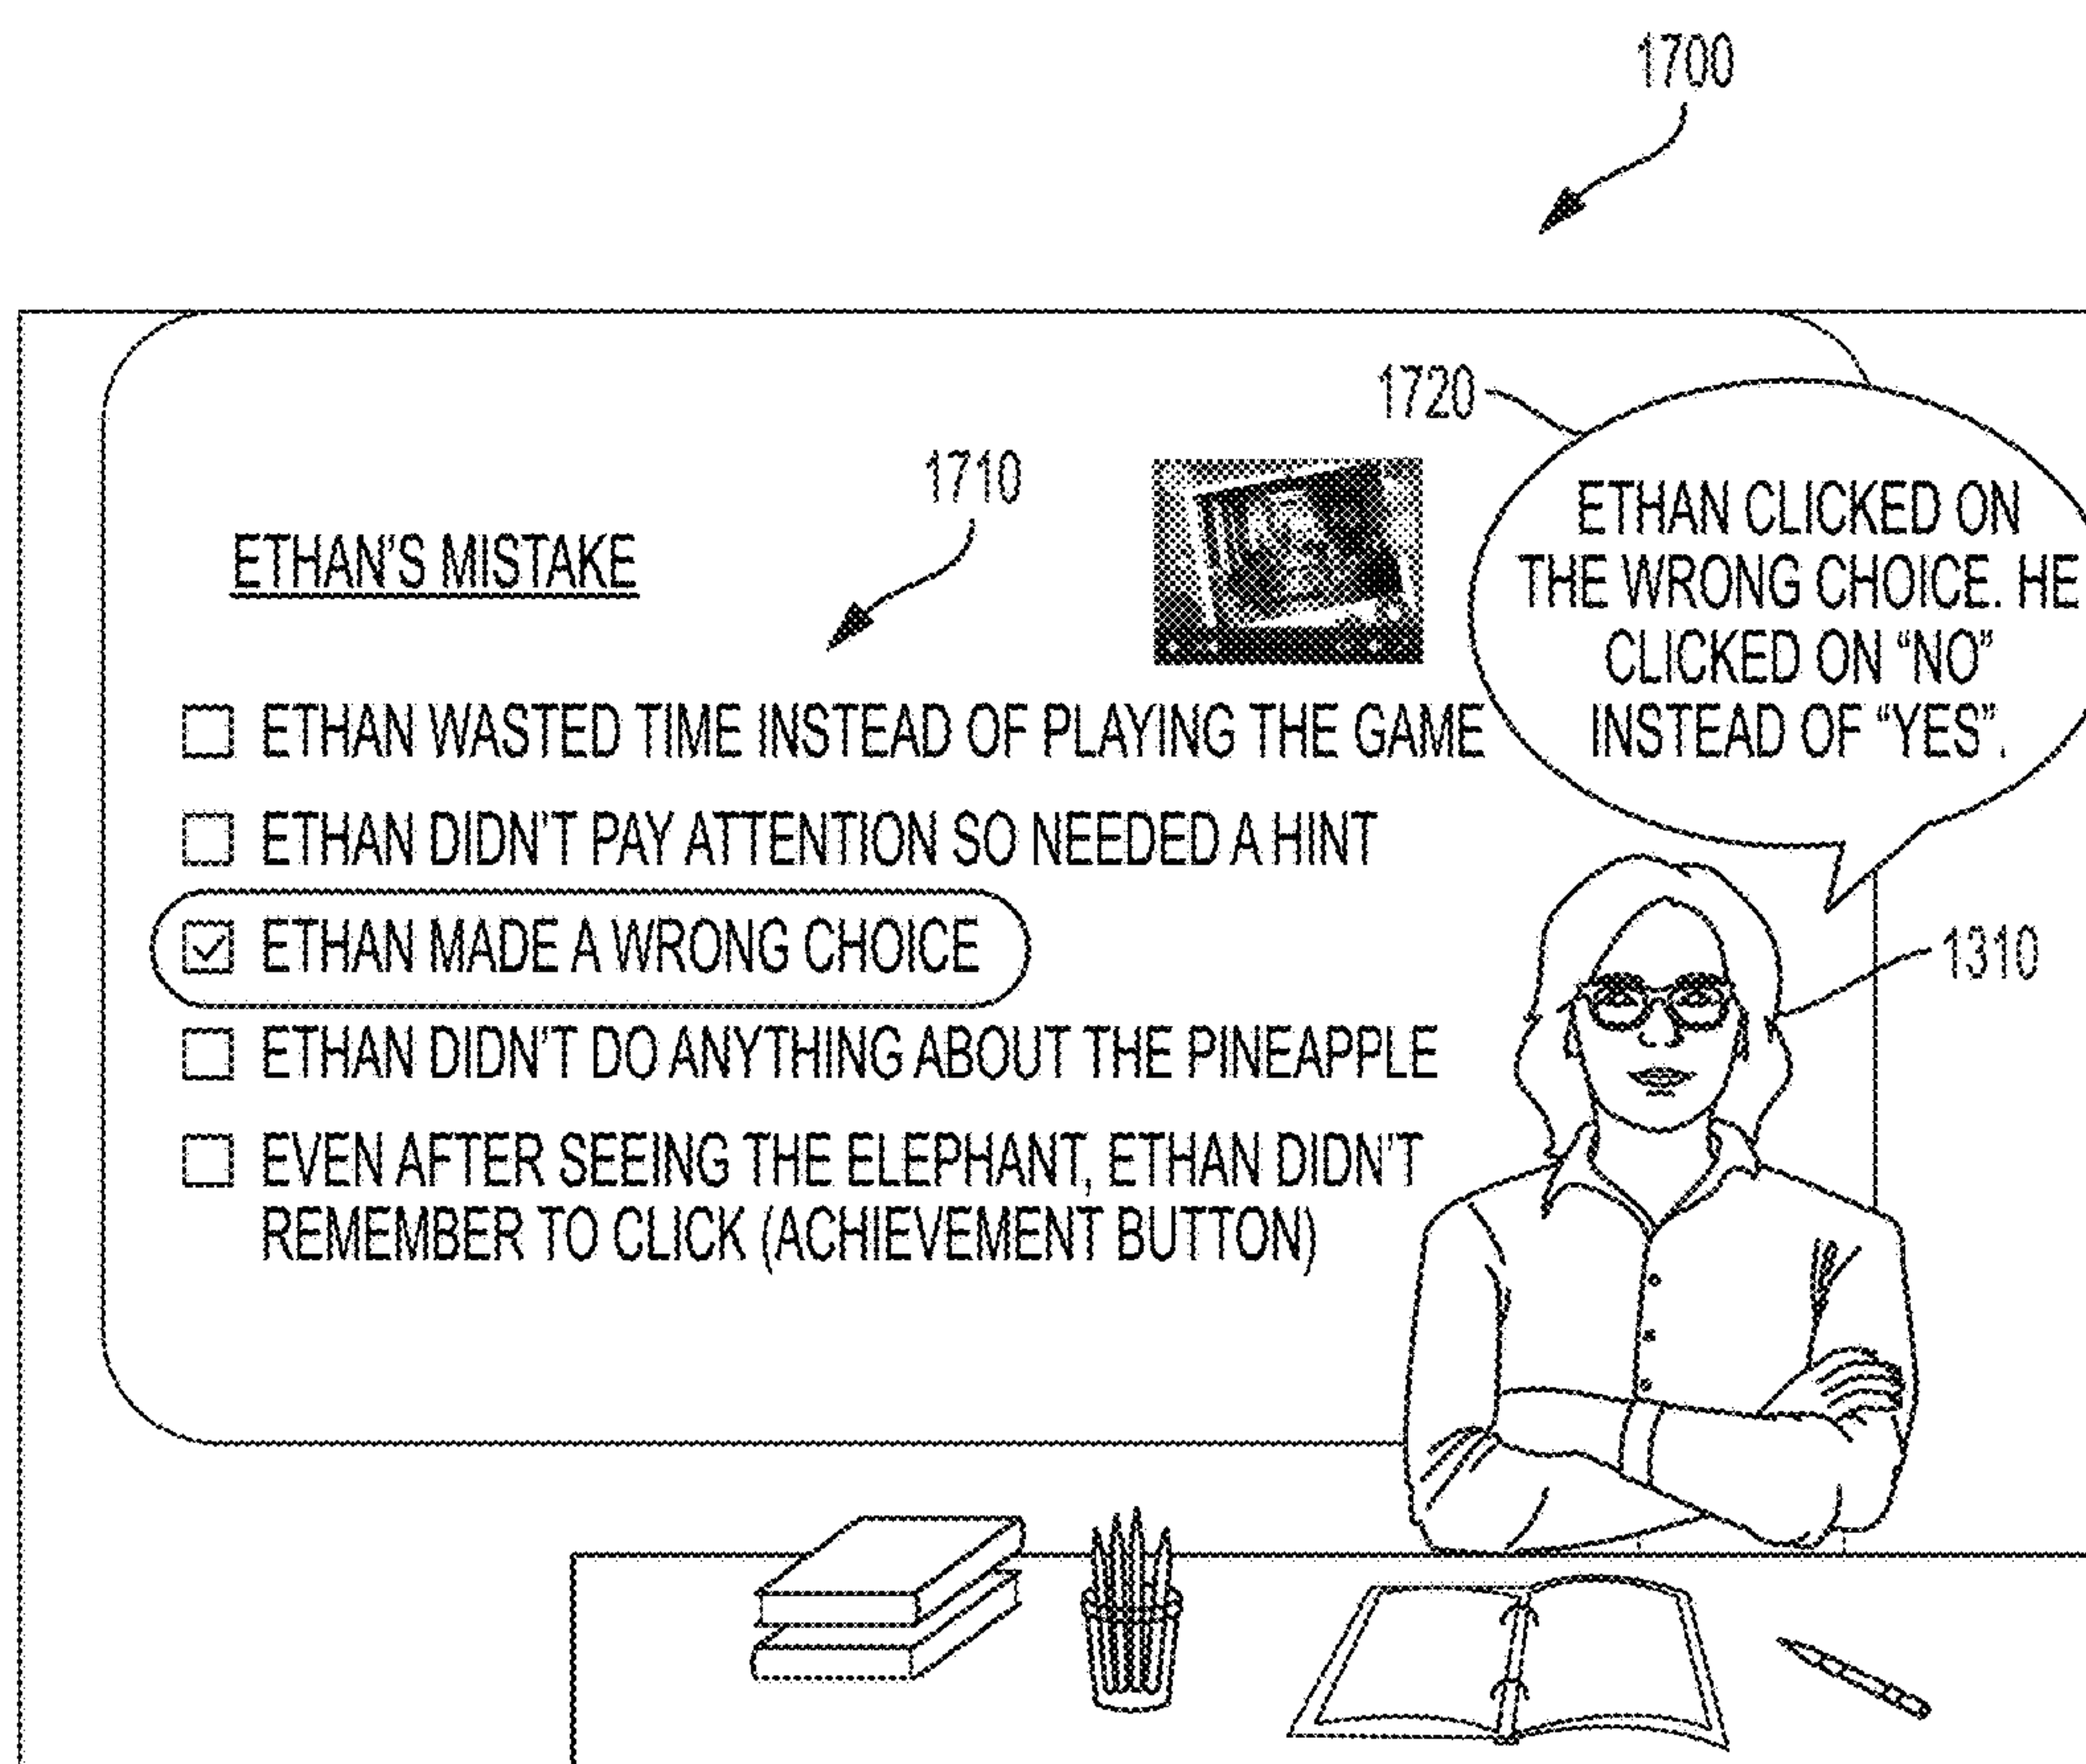 1700
1720
ETHAN CLICKED ON
THE WRONG CHOICE. HE
CLICKED ON “NO”
INSTEAD OF “YES”.
1710
ETHAN'S MISTAKE
ETHAN WASTED TIME INSTEAD OF PLAYING THE GAME
ETHAN DIDN'T PAY ATTENTION SO NEEDED A HINT
ETHAN MADE A WRONG CHOICE
1310
ETHAN DIDN'T DO ANYTHING ABOUT THE PINEAPPLE
EVEN AFTER SEEING THE ELEPHANT, ETHAN DIDN'T
REMEMBER TO CLICK (ACHIEVEMENT BUTTON)